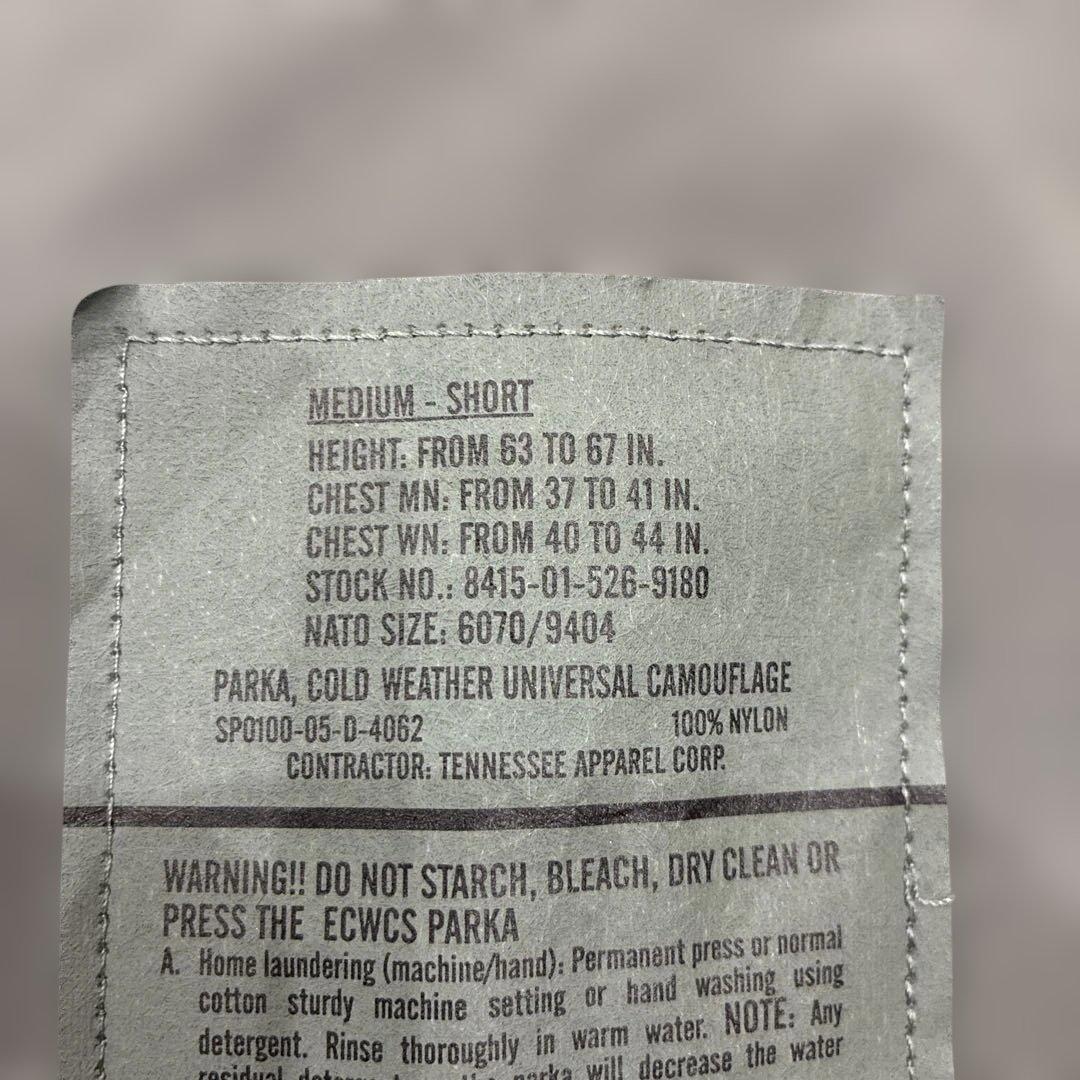 MEDIUM - SHORT
HEIGHT: FROM 63 TO 67 IN.
CHEST MN: FROM 37 TO 41 IN.
CHEST WN: FROM 40 TO 44 IN.
STOCK NO.: 8415-01-526-9180
NATO SIZE: 6070/9404
PARKA, COLD WEATHER UNIVERSAL CAMOUFLAGE
SP0100-05-D-4062 100% NYLON
CONTRACTOR: TENNESSEE APPAREL CORP.
WARNING!! DO NOT STARCH, BLEACH, DRY CLEAN OR
PRESS THE ECWCS PARKA
A. Home laundering (machine/hand): Permanent press or normal
cotton sturdy machine setting or hand washing using
detergent. Rinse thoroughly in warm water. NOTE: Any
residual parka will decrease the water